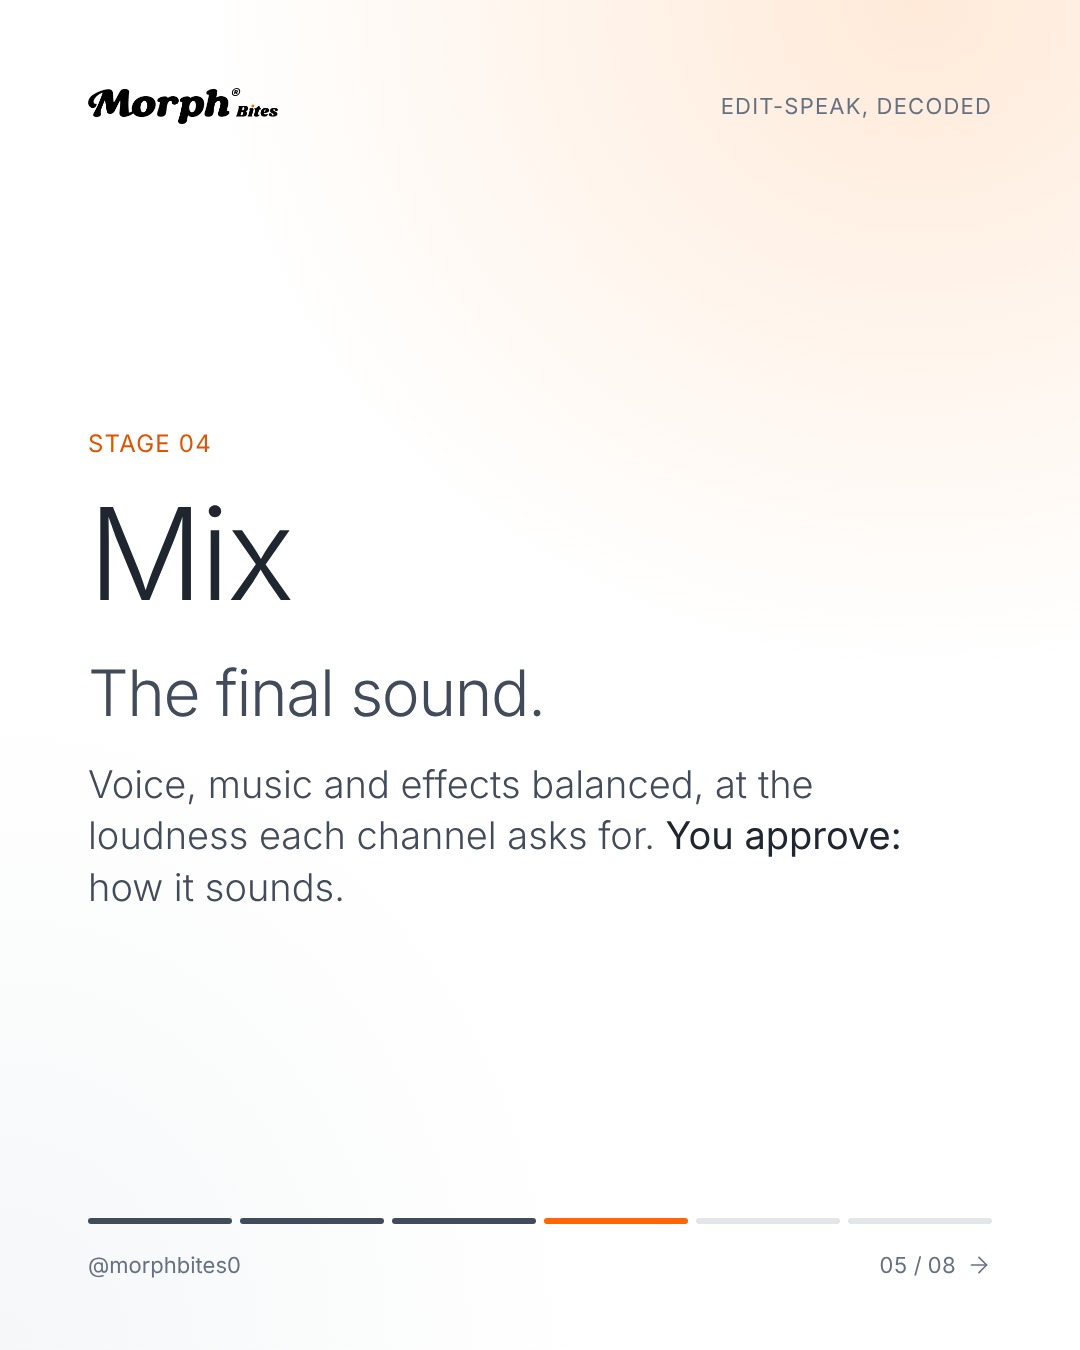 Morph® Bites
EDIT-SPEAK, DECODED
STAGE 04
Mix
The final sound.
Voice, music and effects balanced, at the
loudness each channel asks for. You approve:
how it sounds.
@morphbites0
05 / 08 →